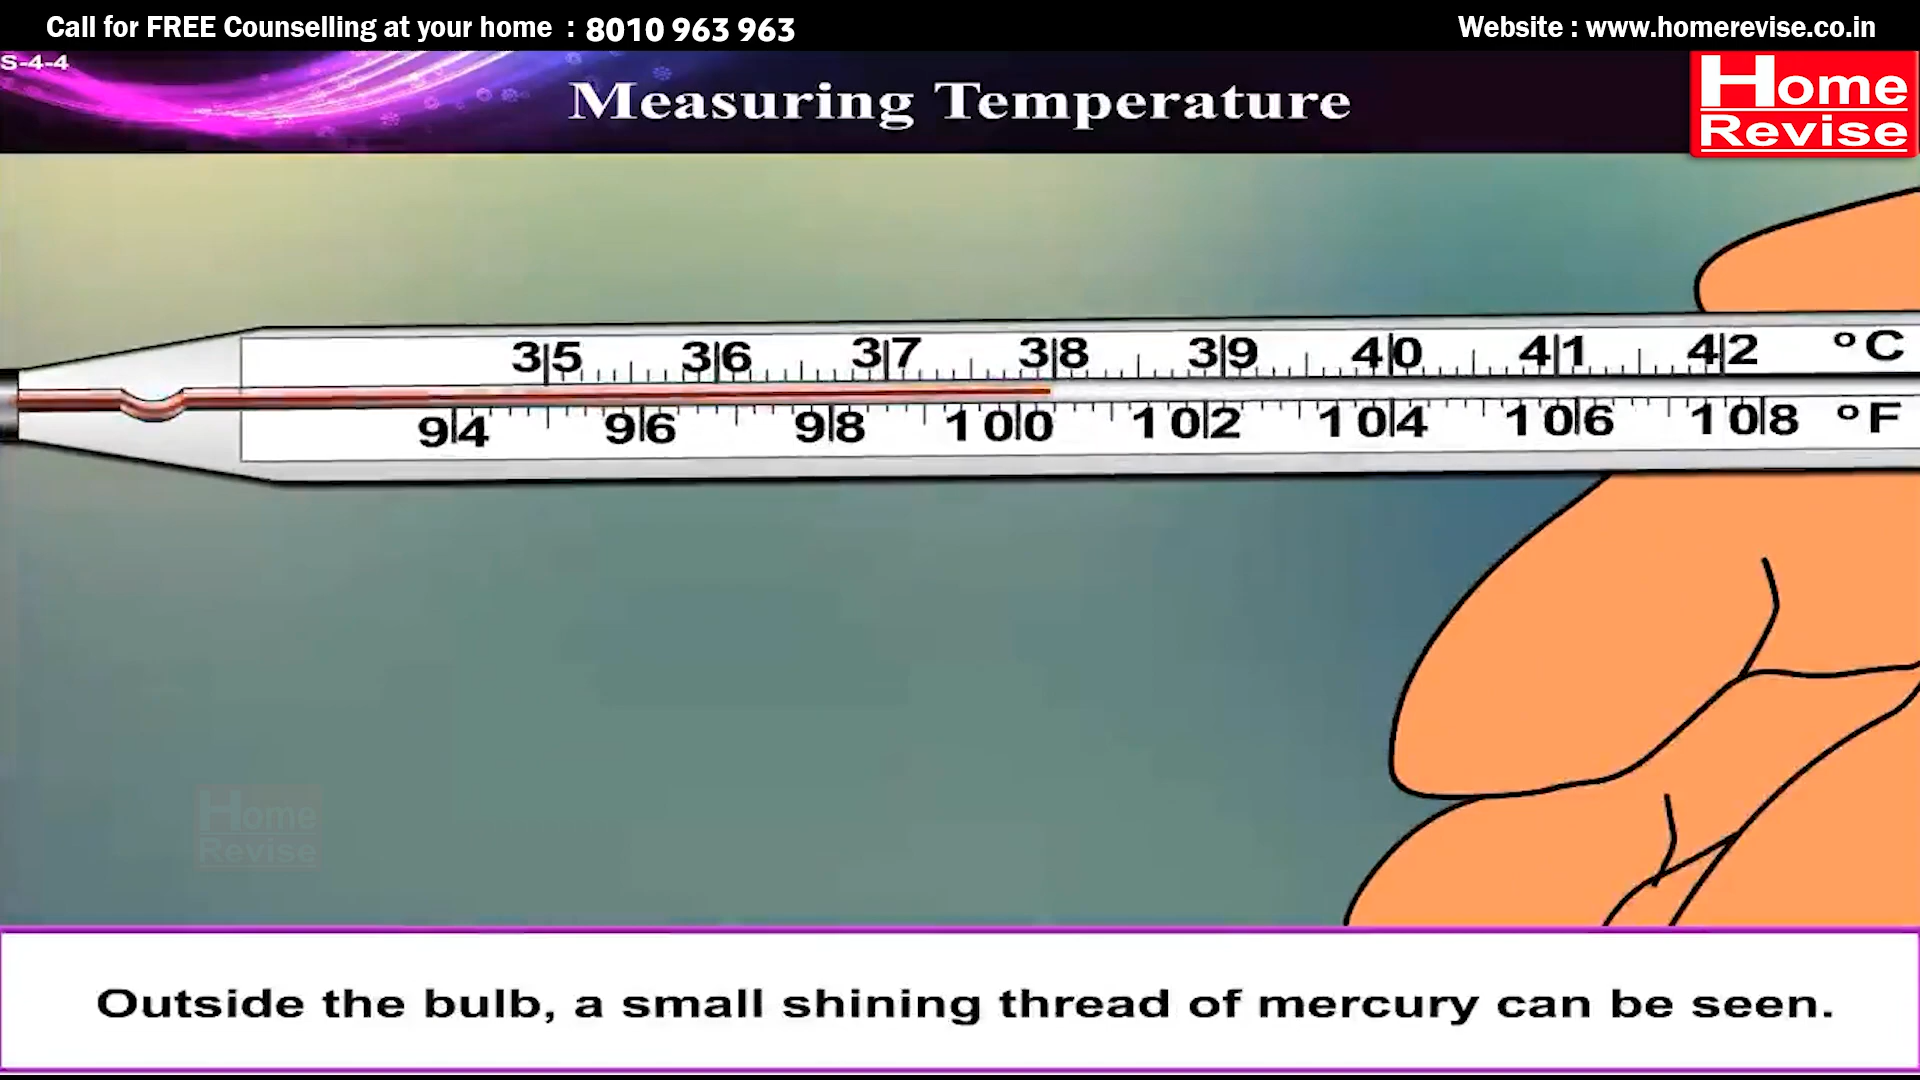 Call for FREE Counselling at your home : 8010 963 963
Website : www.homerevise.co.in
S-4-4
Measuring Temperature
Home
Revise
35 36 37 38 39 40 41 42 °C
94 96 98 100 102 104 106 108 °F
Home
Revise
Outside the bulb, a small shining thread of mercury can be seen.